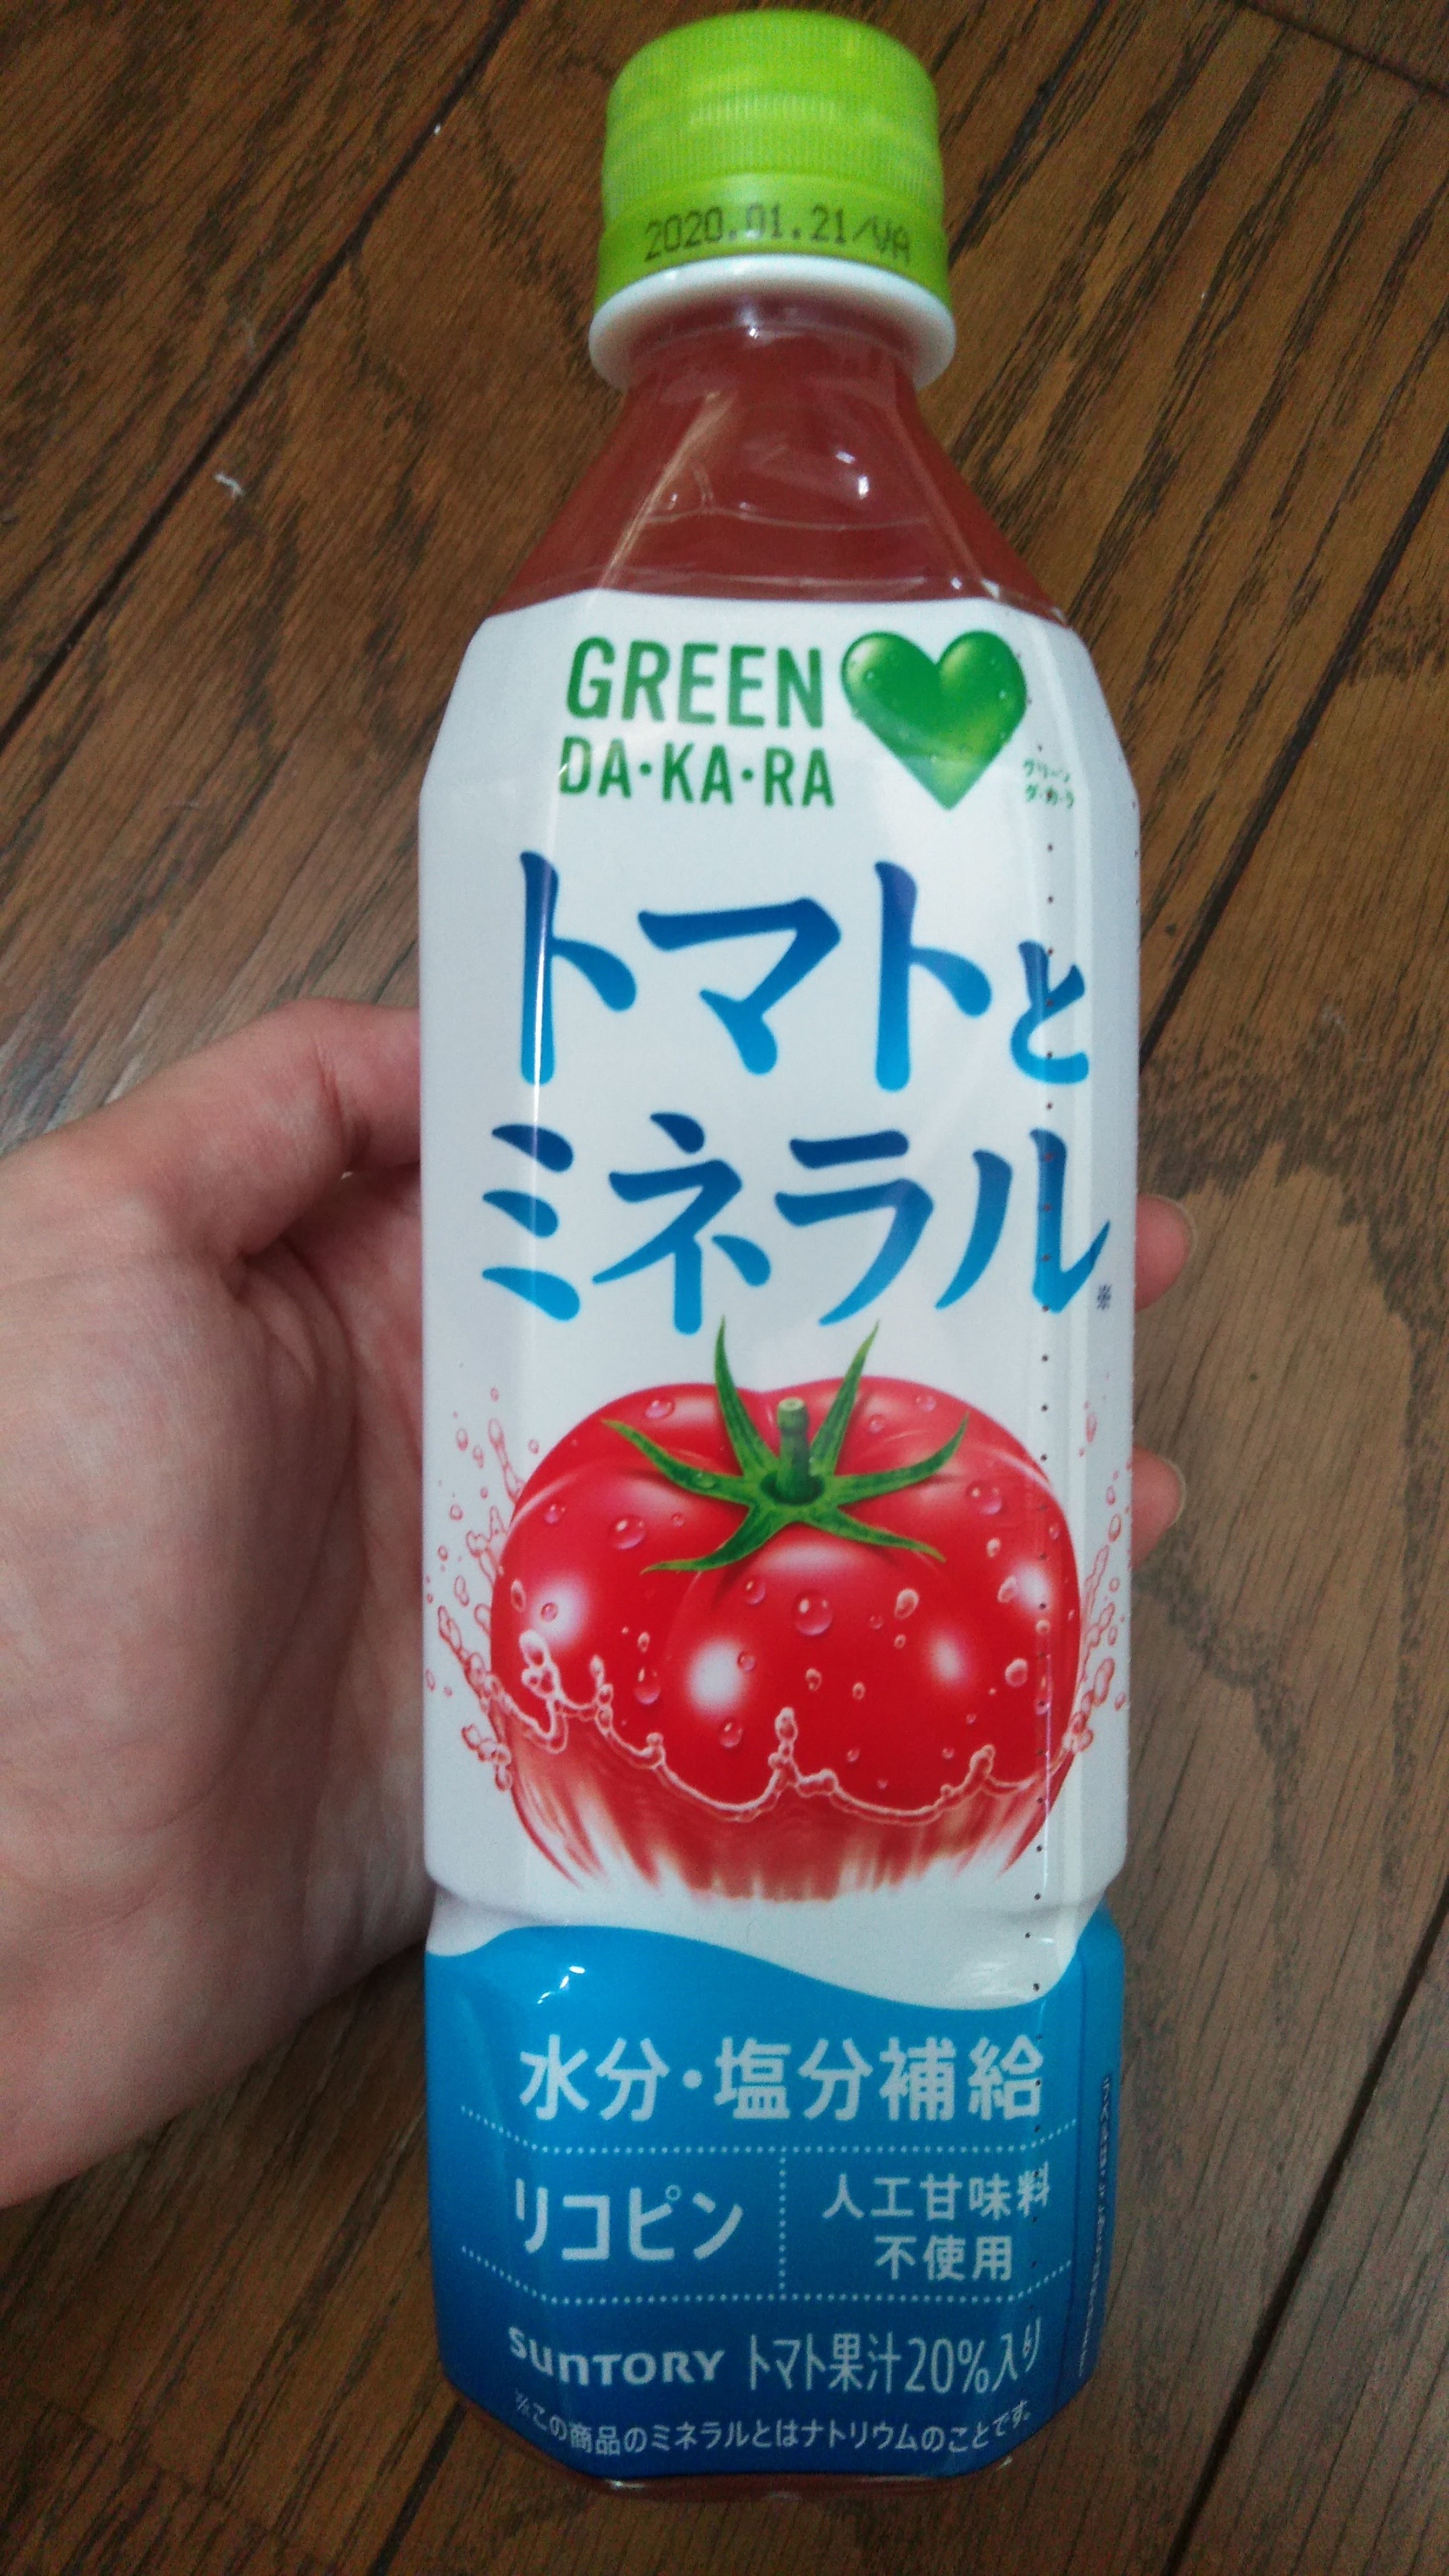 2020.01.21/VA
GREEN
DA・KA・RA
グリーン
ダ・カ・ラ
トマトと
ミネラル※
水分・塩分補給
リコピン
人工甘味料
不使用
SUNTORY トマト果汁20%入り
※この商品のミネラルとはナトリウムのことです。